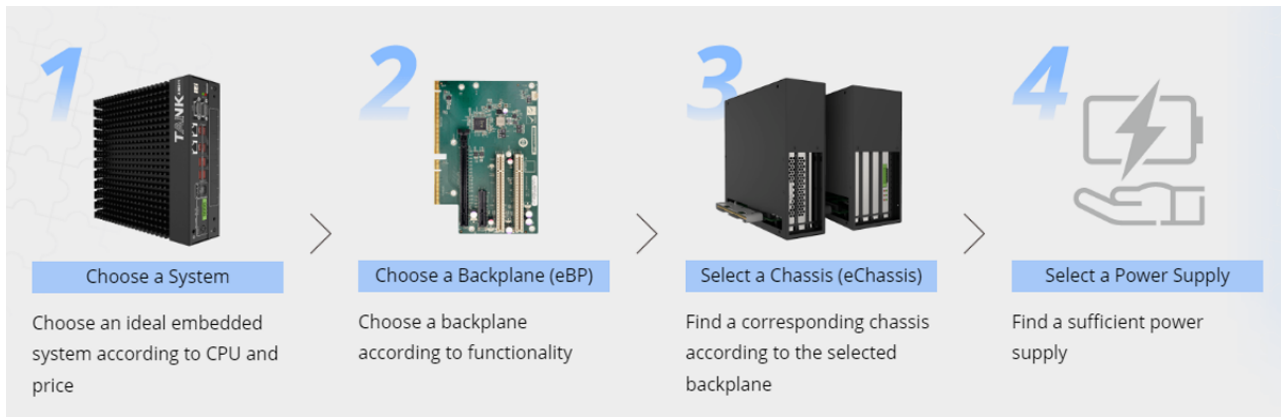 1
2
3
4
TANK
Choose a System
Choose a Backplane (eBP)
Select a Chassis (eChassis)
Select a Power Supply
Choose an ideal embedded
system according to CPU and
price
Choose a backplane
according to functionality
Find a corresponding chassis
according to the selected
backplane
Find a sufficient power
supply